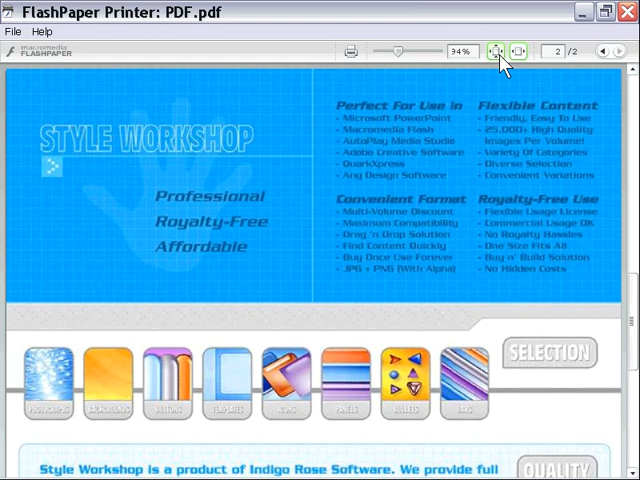 FlashPaper Printer: PDF.pdf
File Help
macromedia
FLASHPAPER
94%
2 /2
STYLE WORKSHOP
Professional
Royalty-Free
Affordable
Perfect For Use in
- Microsoft PowerPoint
- Macromedia Flash
- AutoPlay Media Studio
- Adobe Creative Software
- QuarkXpress
- Any Design Software
Flexible Content
- Friendly, Easy To Use
- 25,000+ High Quality
Images Per Volume!
- Variety Of Categories
- Diverse Selection
- Convenient Variations
Convenient Format
- Multi-Volume Discount
- Maximum Compatibility
- Drag 'n Drop Solution
- Find Content Quickly
- Buy Once Use Forever
- JPG + PNG (With Alpha)
Royalty-Free Use
- Flexible Usage License
- Commercial Usage OK
- No Royalty Hassles
- One Size Fits All
- Buy n' Build Solution
- No Hidden Costs
SELECTION
PHOTOGRAPHS BACKGROUNDS BUTTONS TEMPLATES ICONS PANELS BULLETS BARS
Style Workshop is a product of Indigo Rose Software. We provide full
QUALITY